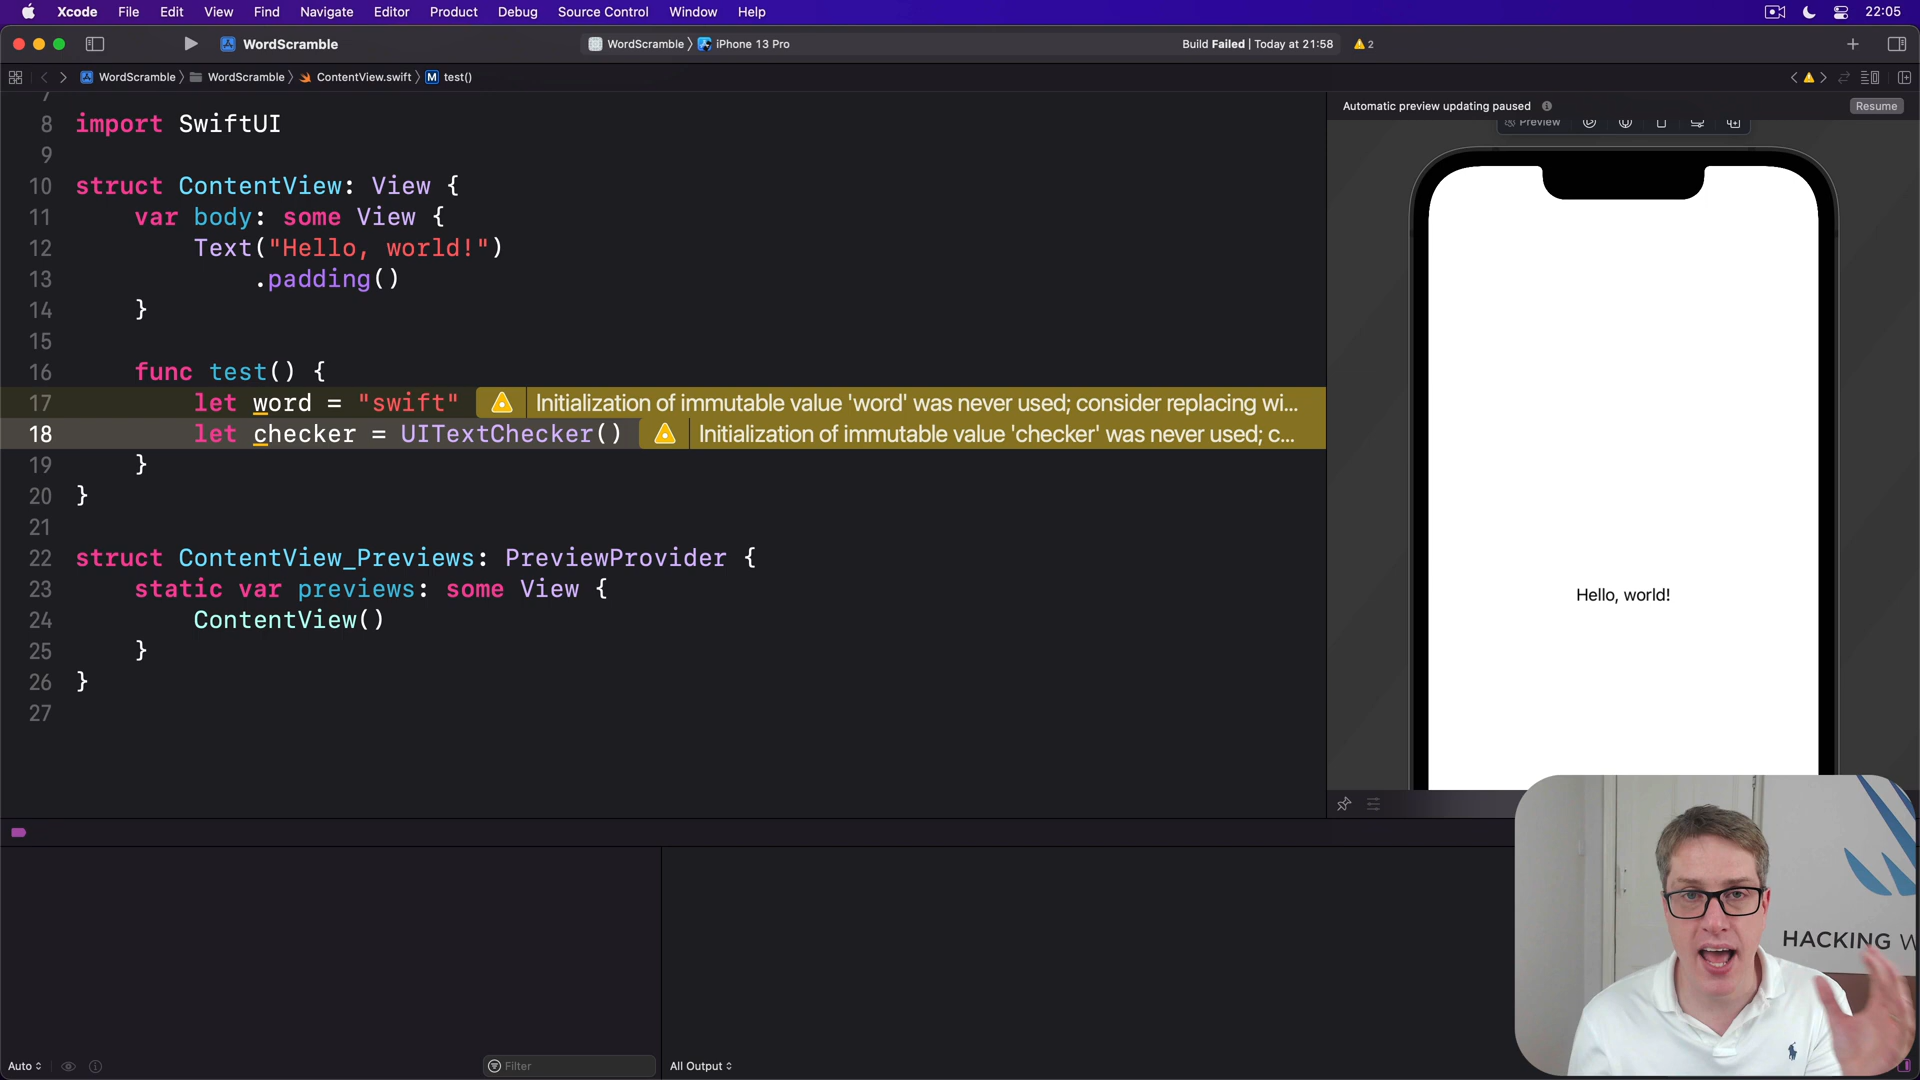 Xcode File Edit View Find Navigate Editor Product Debug Source Control Window Help 22:05
WordScramble WordScramble iPhone 13 Pro Build Failed | Today at 21:58 2
WordScramble WordScramble ContentView.swift M test()
Automatic preview updating paused Resume
Preview
7
8 import SwiftUI
9
10 struct ContentView: View {
11 var body: some View {
12 Text("Hello, world!")
13 .padding()
14 }
15
16 func test() {
17 let word = "swift" Initialization of immutable value 'word' was never used; consider replacing wi...
18 let checker = UITextChecker() Initialization of immutable value 'checker' was never used; c...
19 }
20 }
21
22 struct ContentView_Previews: PreviewProvider {
23 static var previews: some View {
24 ContentView()
25 }
26 }
27
Hello, world!
HACKING W
Auto Filter All Output